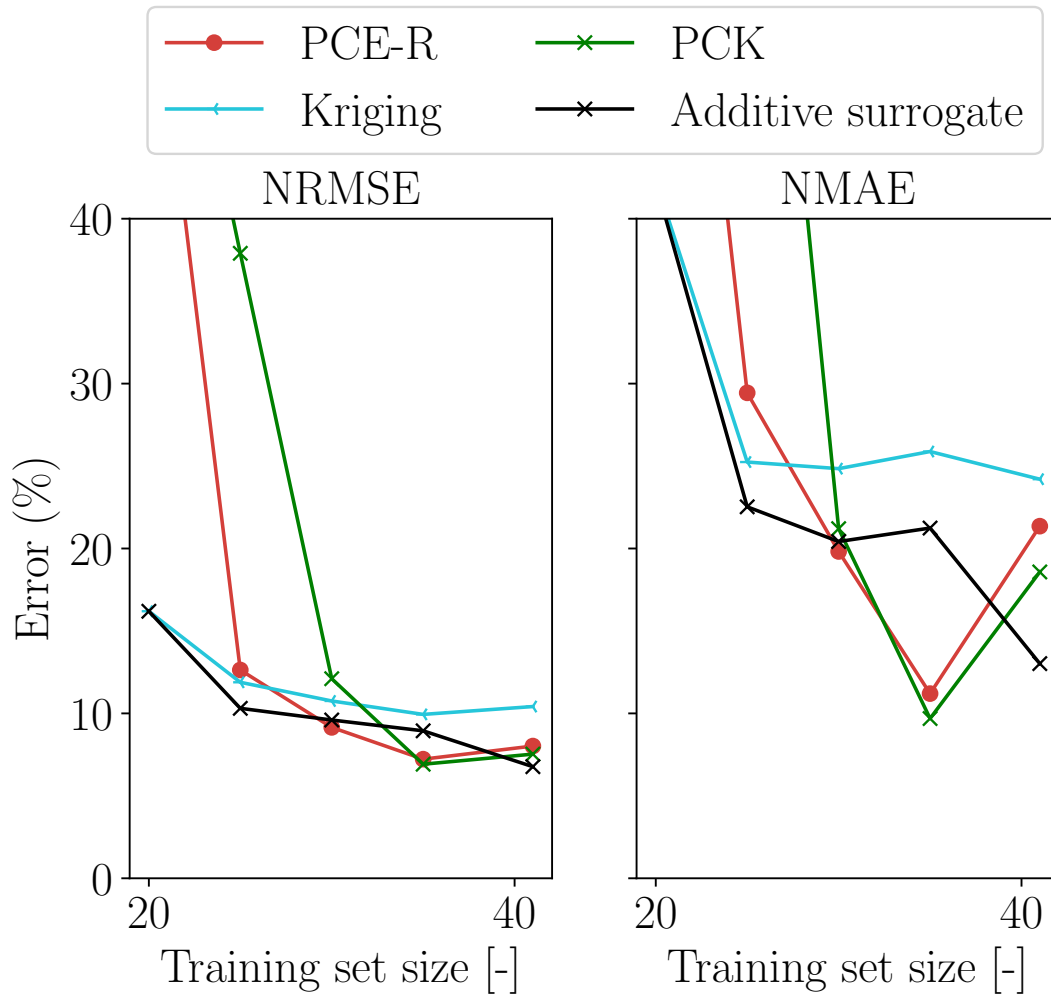 PCE-R
PCK
Kriging
Additive surrogate
NRMSE
NMAE
40
30
20
10
0
Error (%)
20
40
20
40
Training set size [-]
Training set size [-]